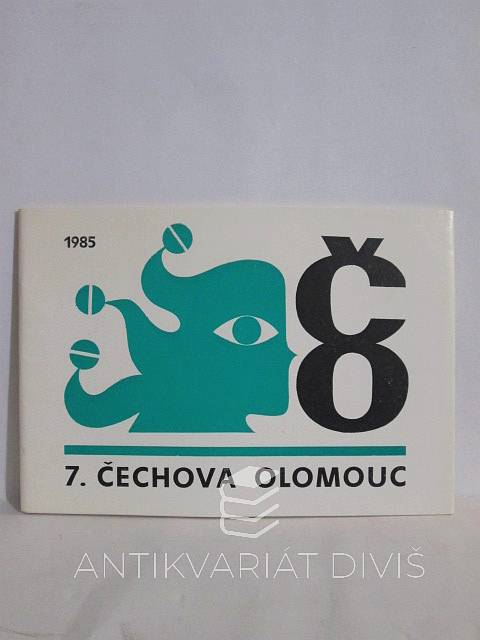 1985
Č
O
7. ČECHOVA OLOMOUC
ANTIKVARIÁT DIVIŠ